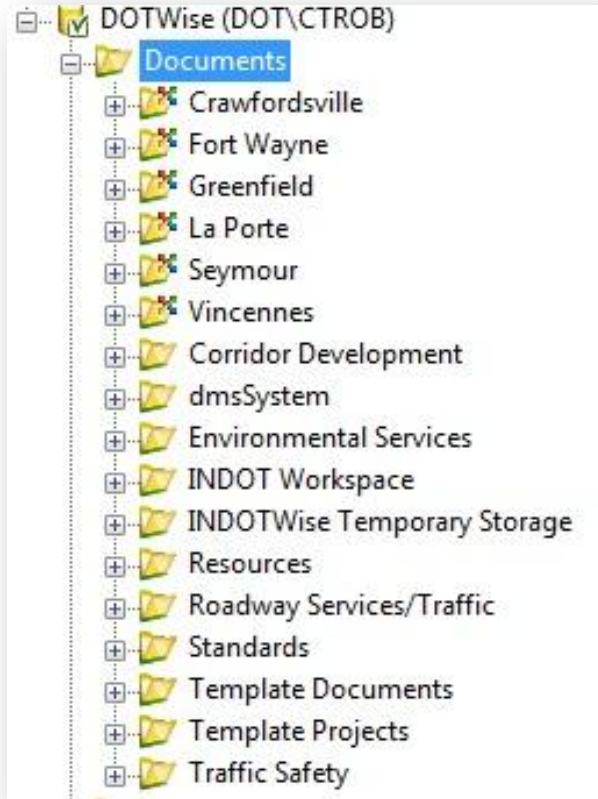 DOTWise (DOT\CTROB)
Documents
Crawfordsville
Fort Wayne
Greenfield
La Porte
Seymour
Vincennes
Corridor Development
dmsSystem
Environmental Services
INDOT Workspace
INDOTWise Temporary Storage
Resources
Roadway Services/Traffic
Standards
Template Documents
Template Projects
Traffic Safety